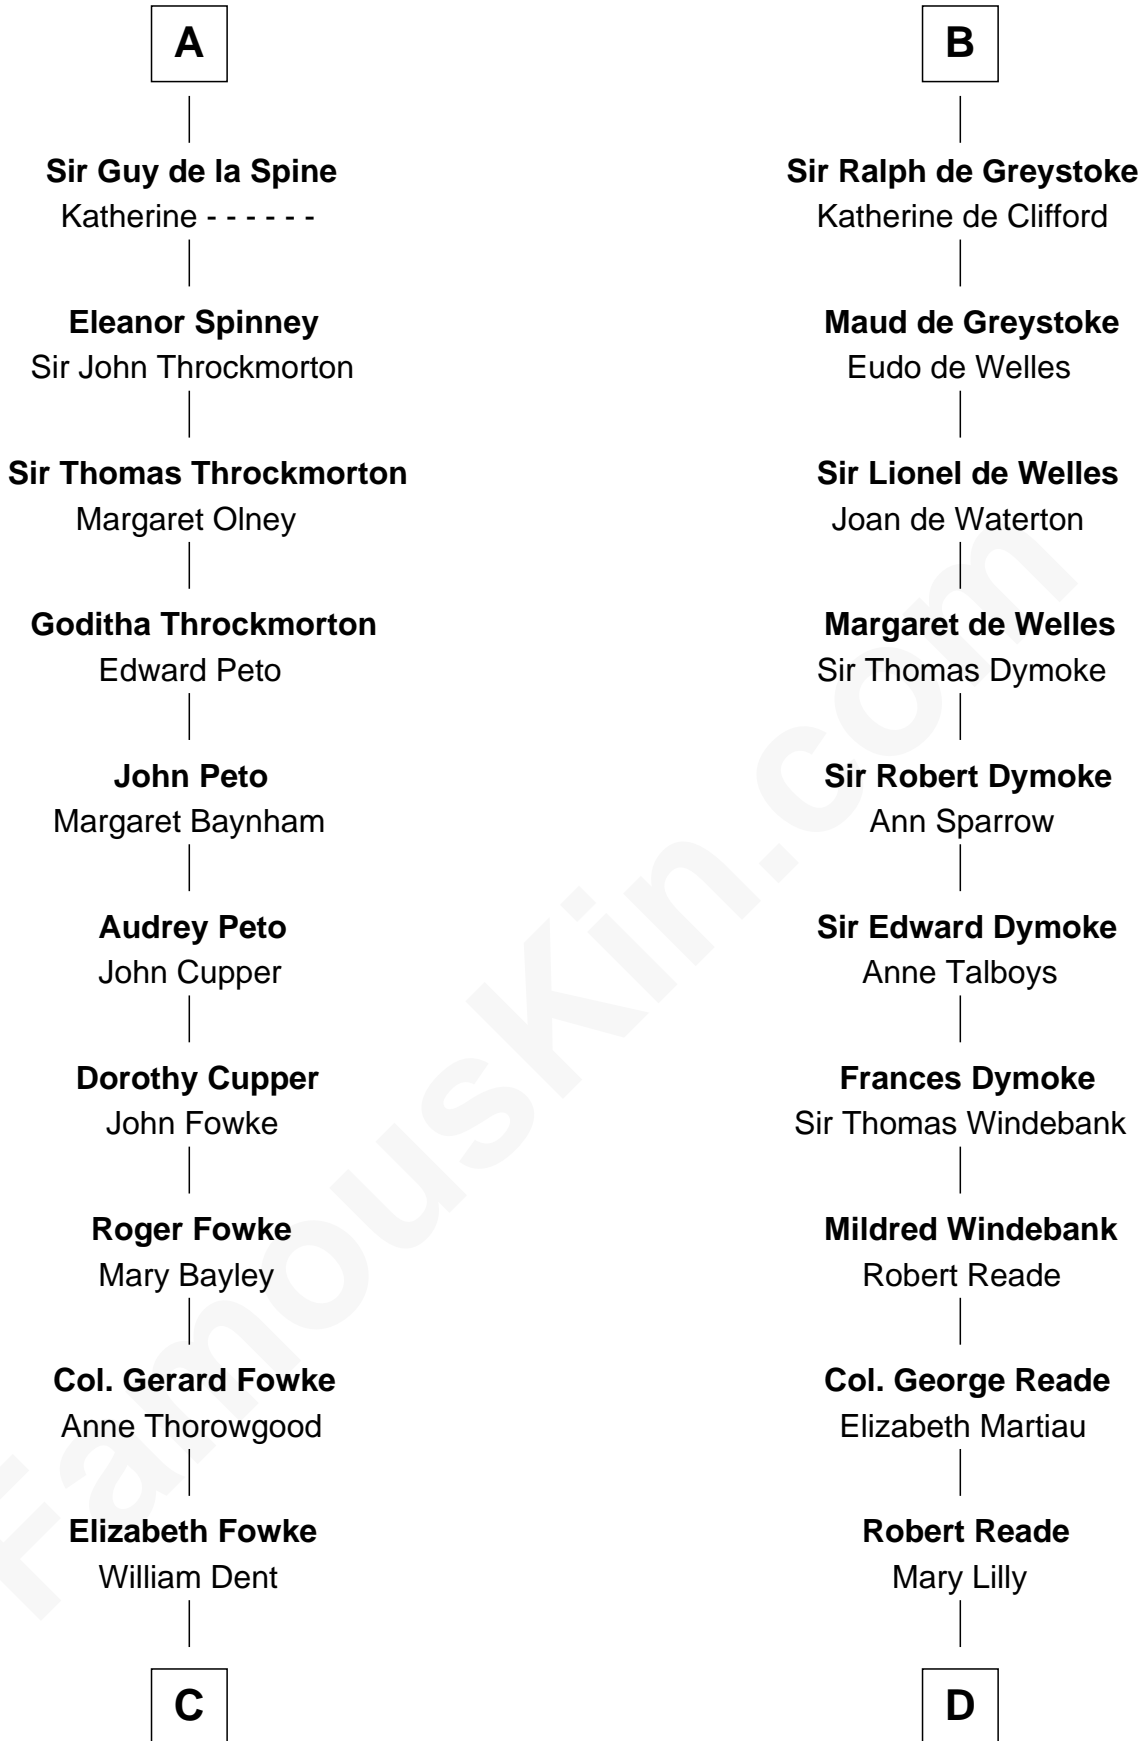 A
Sir Guy de la Spine
Katherine - - - - - -
Eleanor Spinney
Sir John Throckmorton
Sir Thomas Throckmorton
Margaret Olney
Goditha Throckmorton
Edward Peto
John Peto
Margaret Baynham
Audrey Peto
John Cupper
Dorothy Cupper
John Fowke
Roger Fowke
Mary Bayley
Col. Gerard Fowke
Anne Thorowgood
Elizabeth Fowke
William Dent
C
B
Sir Ralph de Greystoke
Katherine de Clifford
Maud de Greystoke
Eudo de Welles
Sir Lionel de Welles
Joan de Waterton
Margaret de Welles
Sir Thomas Dymoke
Sir Robert Dymoke
Ann Sparrow
Sir Edward Dymoke
Anne Talboys
Frances Dymoke
Sir Thomas Windebank
Mildred Windebank
Robert Reade
Col. George Reade
Elizabeth Martiau
Robert Reade
Mary Lilly
D
FamousKin.com